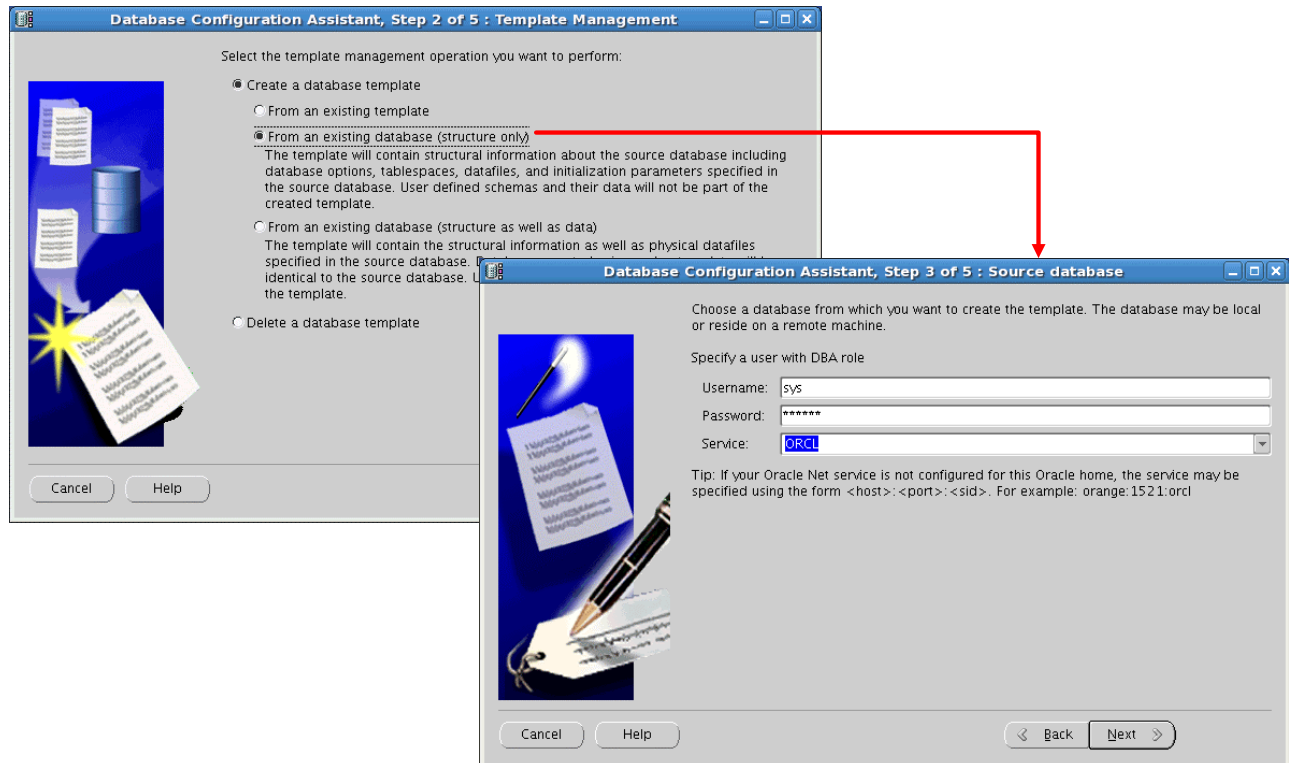 Database Configuration Assistant, Step 2 of 5 : Template Management
Select the template management operation you want to perform:
Create a database template
From an existing template
From an existing database (structure only)
The template will contain structural information about the source database including
database options, tablespaces, datafiles, and initialization parameters specified in
the source database. User defined schemas and their data will not be part of the
created template.
From an existing database (structure as well as data)
The template will contain the structural information as well as physical datafiles
specified in the source database.
identical to the source database.
the template.
Delete a database template
Cancel
Help
Database Configuration Assistant, Step 3 of 5 : Source database
Choose a database from which you want to create the template. The database may be local
or reside on a remote machine.
Specify a user with DBA role
Username: sys
Password: ******
Service: ORCL
Tip: If your Oracle Net service is not configured for this Oracle home, the service may be
specified using the form <host>:<port>:<sid>. For example: orange:1521:orcl
Cancel
Help
Back
Next